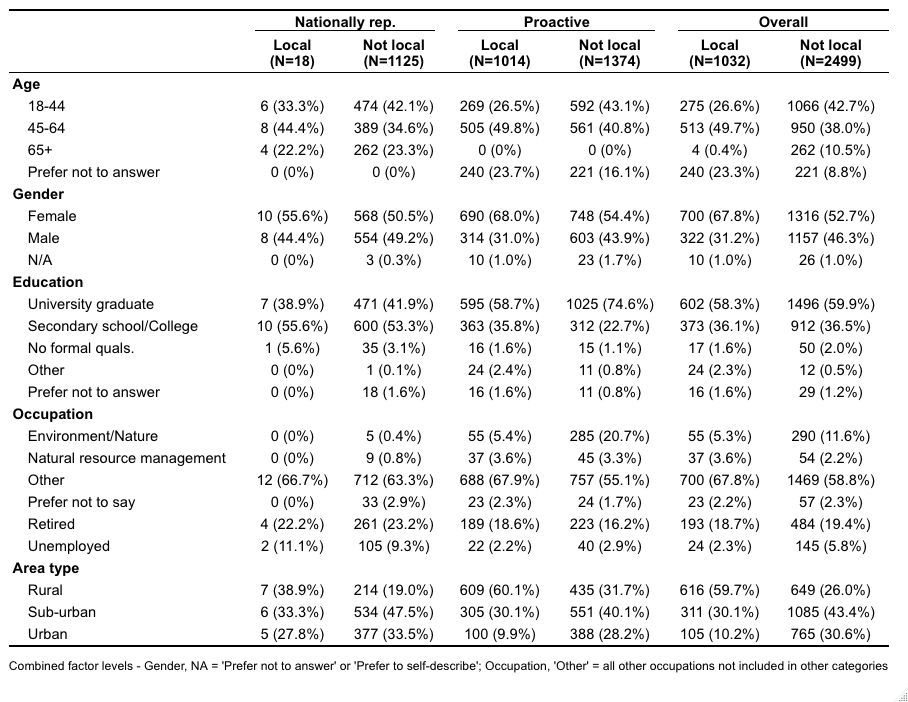 Nationally rep. Proactive Overall
Local Not local Local Not local Local Not local
(N=18) (N=1125) (N=1014) (N=1374) (N=1032) (N=2499)
Age
18-44 6 (33.3%) 474 (42.1%) 269 (26.5%) 592 (43.1%) 275 (26.6%) 1066 (42.7%)
45-64 8 (44.4%) 389 (34.6%) 505 (49.8%) 561 (40.8%) 513 (49.7%) 950 (38.0%)
65+ 4 (22.2%) 262 (23.3%) 0 (0%) 0 (0%) 4 (0.4%) 262 (10.5%)
Prefer not to answer 0 (0%) 0 (0%) 240 (23.7%) 221 (16.1%) 240 (23.3%) 221 (8.8%)
Gender
Female 10 (55.6%) 568 (50.5%) 690 (68.0%) 748 (54.4%) 700 (67.8%) 1316 (52.7%)
Male 8 (44.4%) 554 (49.2%) 314 (31.0%) 603 (43.9%) 322 (31.2%) 1157 (46.3%)
N/A 0 (0%) 3 (0.3%) 10 (1.0%) 23 (1.7%) 10 (1.0%) 26 (1.0%)
Education
University graduate 7 (38.9%) 471 (41.9%) 595 (58.7%) 1025 (74.6%) 602 (58.3%) 1496 (59.9%)
Secondary school/College 10 (55.6%) 600 (53.3%) 363 (35.8%) 312 (22.7%) 373 (36.1%) 912 (36.5%)
No formal quals. 1 (5.6%) 35 (3.1%) 16 (1.6%) 15 (1.1%) 17 (1.6%) 50 (2.0%)
Other 0 (0%) 1 (0.1%) 24 (2.4%) 11 (0.8%) 24 (2.3%) 12 (0.5%)
Prefer not to answer 0 (0%) 18 (1.6%) 16 (1.6%) 11 (0.8%) 16 (1.6%) 29 (1.2%)
Occupation
Environment/Nature 0 (0%) 5 (0.4%) 55 (5.4%) 285 (20.7%) 55 (5.3%) 290 (11.6%)
Natural resource management 0 (0%) 9 (0.8%) 37 (3.6%) 45 (3.3%) 37 (3.6%) 54 (2.2%)
Other 12 (66.7%) 712 (63.3%) 688 (67.9%) 757 (55.1%) 700 (67.8%) 1469 (58.8%)
Prefer not to say 0 (0%) 33 (2.9%) 23 (2.3%) 24 (1.7%) 23 (2.2%) 57 (2.3%)
Retired 4 (22.2%) 261 (23.2%) 189 (18.6%) 223 (16.2%) 193 (18.7%) 484 (19.4%)
Unemployed 2 (11.1%) 105 (9.3%) 22 (2.2%) 40 (2.9%) 24 (2.3%) 145 (5.8%)
Area type
Rural 7 (38.9%) 214 (19.0%) 609 (60.1%) 435 (31.7%) 616 (59.7%) 649 (26.0%)
Sub-urban 6 (33.3%) 534 (47.5%) 305 (30.1%) 551 (40.1%) 311 (30.1%) 1085 (43.4%)
Urban 5 (27.8%) 377 (33.5%) 100 (9.9%) 388 (28.2%) 105 (10.2%) 765 (30.6%)
Combined factor levels - Gender, NA = 'Prefer not to answer' or 'Prefer to self-describe'; Occupation, 'Other' = all other occupations not included in other categories